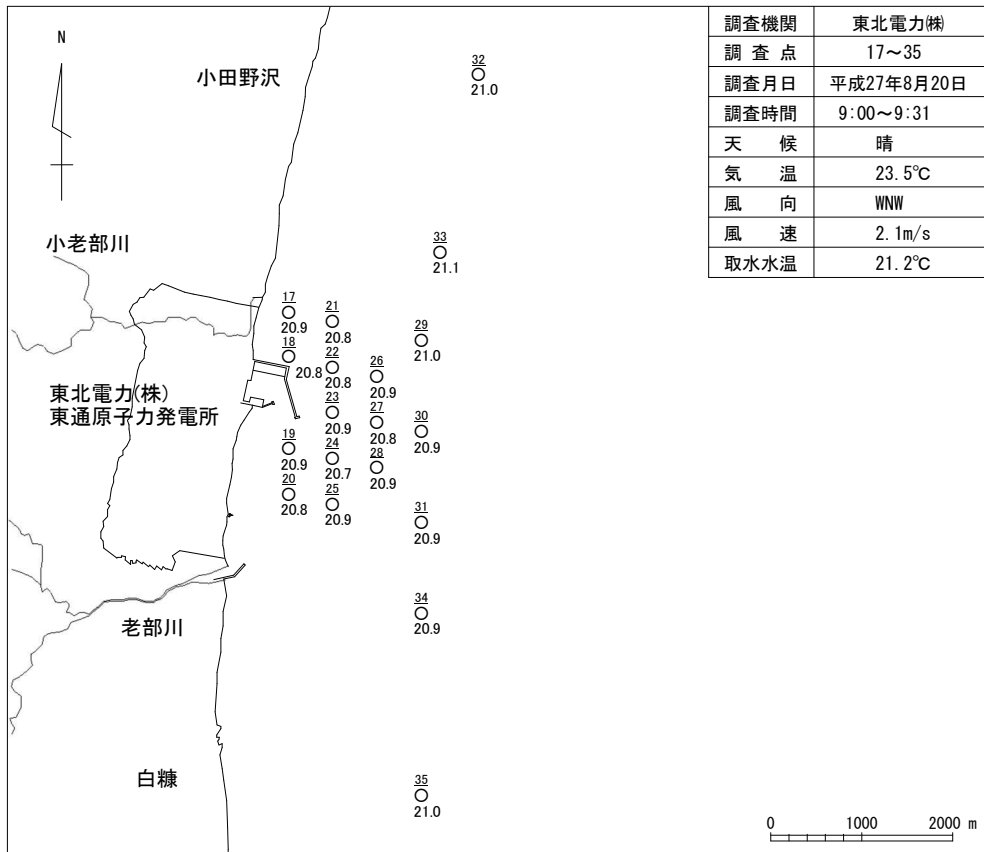 調査機関 東北電力㈱
調査点 17～35
調査月日 平成27年8月20日
調査時間 9:00～9:31
天候 晴
気温 23.5℃
風向 WNW
風速 2.1m/s
取水水温 21.2℃
N
小田野沢
32
21.0
小老部川
33
21.1
17
20.9
21
20.8
29
21.0
18
20.8
22
20.8
26
20.9
東北電力(株)
東通原子力発電所
23
20.9
27
20.8
30
20.9
19
20.9
24
20.7
28
20.9
20
20.8
25
20.9
31
20.9
34
20.9
老部川
白糠
35
21.0
0 1000 2000 m